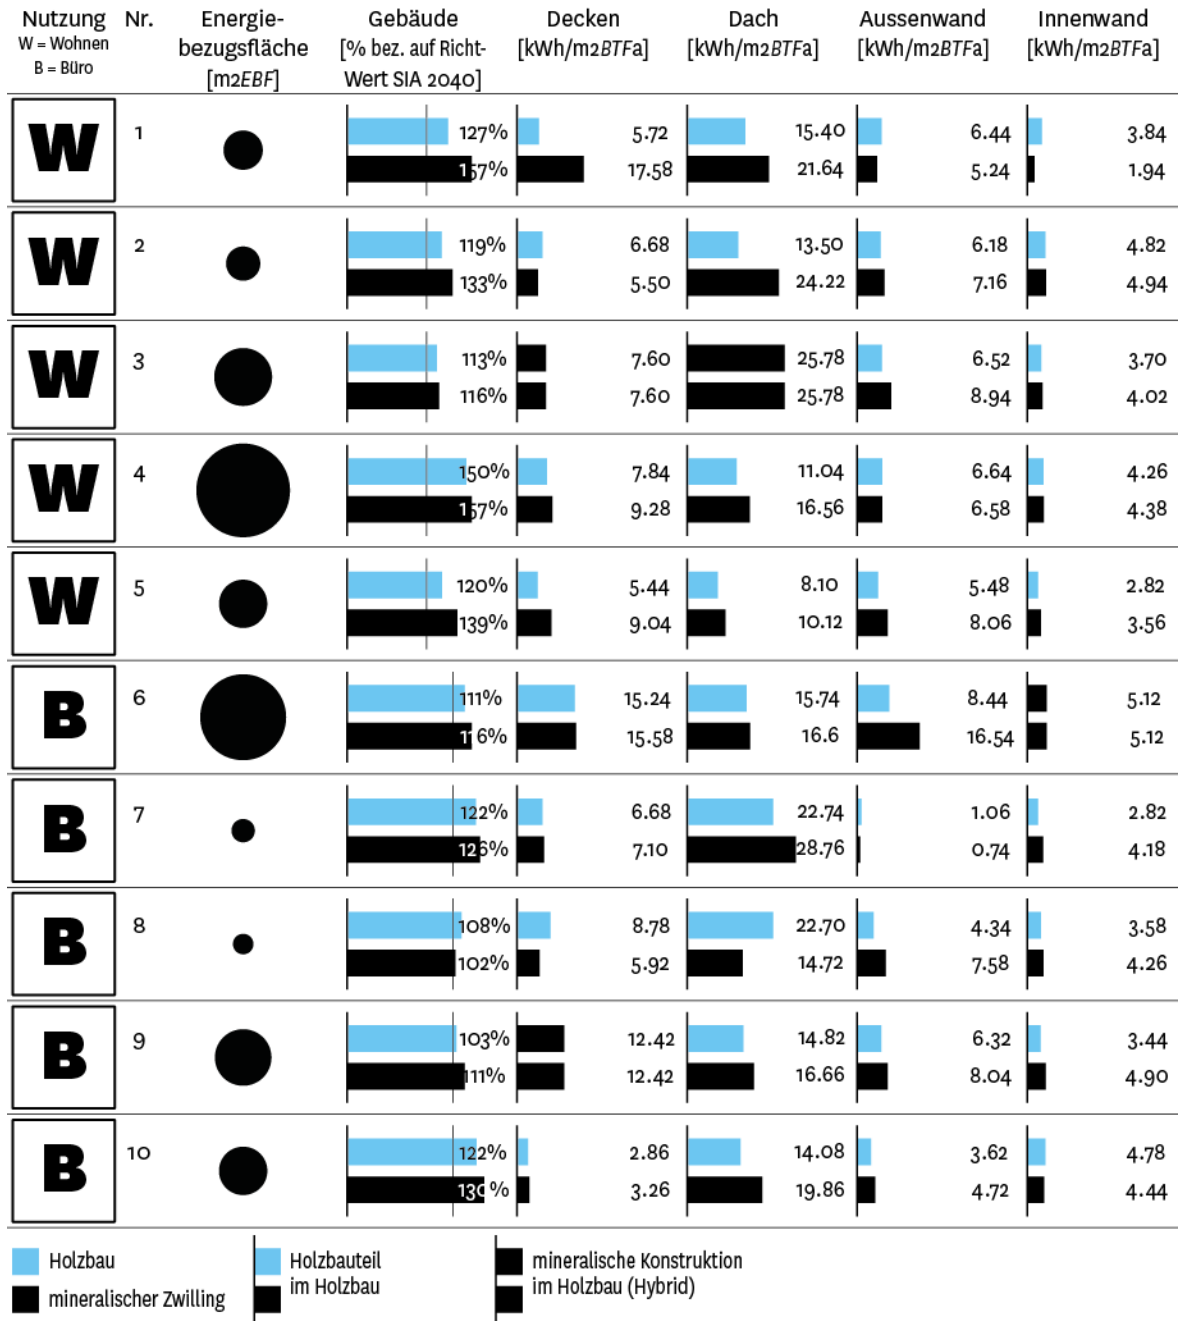 Nutzung Nr. Energie- Gebäude Decken Dach Aussenwand Innenwand
W = Wohnen bezugsfläche [% bez. auf Richt- [kWh/m2BTFa] [kWh/m2BTFa] [kWh/m2BTFa] [kWh/m2BTFa]
B = Büro [m2EBF] Wert SIA 2040]
W 1 127% 5.72 15.40 6.44 3.84
157% 17.58 21.64 5.24 1.94
W 2 119% 6.68 13.50 6.18 4.82
133% 5.50 24.22 7.16 4.94
W 3 113% 7.60 25.78 6.52 3.70
116% 7.60 25.78 8.94 4.02
W 4 150% 7.84 11.04 6.64 4.26
157% 9.28 16.56 6.58 4.38
W 5 120% 5.44 8.10 5.48 2.82
139% 9.04 10.12 8.06 3.56
B 6 111% 15.24 15.74 8.44 5.12
116% 15.58 16.6 16.54 5.12
B 7 122% 6.68 22.74 1.06 2.82
126% 7.10 28.76 0.74 4.18
B 8 108% 8.78 22.70 4.34 3.58
102% 5.92 14.72 7.58 4.26
B 9 103% 12.42 14.82 6.32 3.44
111% 12.42 16.66 8.04 4.90
B 10 122% 2.86 14.08 3.62 4.78
130% 3.26 19.86 4.72 4.44
Holzbau Holzbauteil mineralische Konstruktion
mineralischer Zwilling im Holzbau im Holzbau (Hybrid)